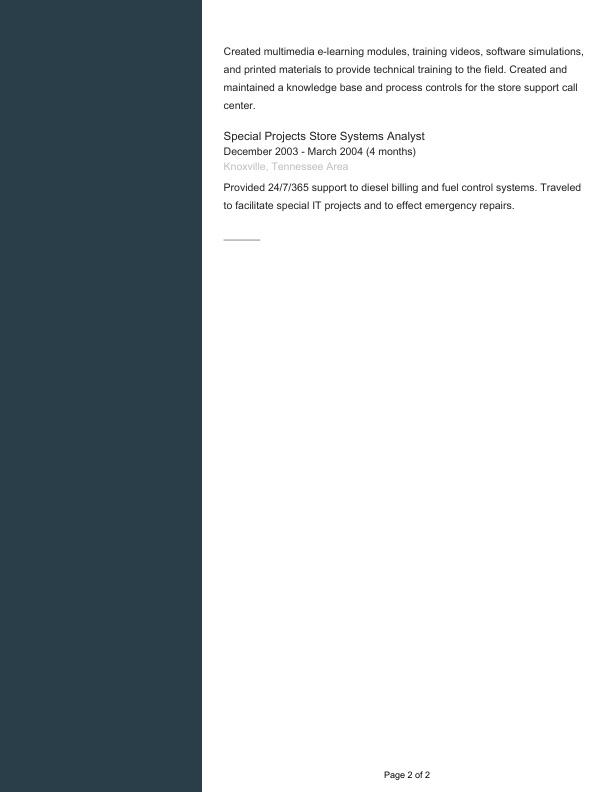 Created multimedia e-learning modules, training videos, software simulations,
and printed materials to provide technical training to the field. Created and
maintained a knowledge base and process controls for the store support call
center.
Special Projects Store Systems Analyst
December 2003 - March 2004 (4 months)
Knoxville, Tennessee Area
Provided 24/7/365 support to diesel billing and fuel control systems. Traveled
to facilitate special IT projects and to effect emergency repairs.
Page 2 of 2